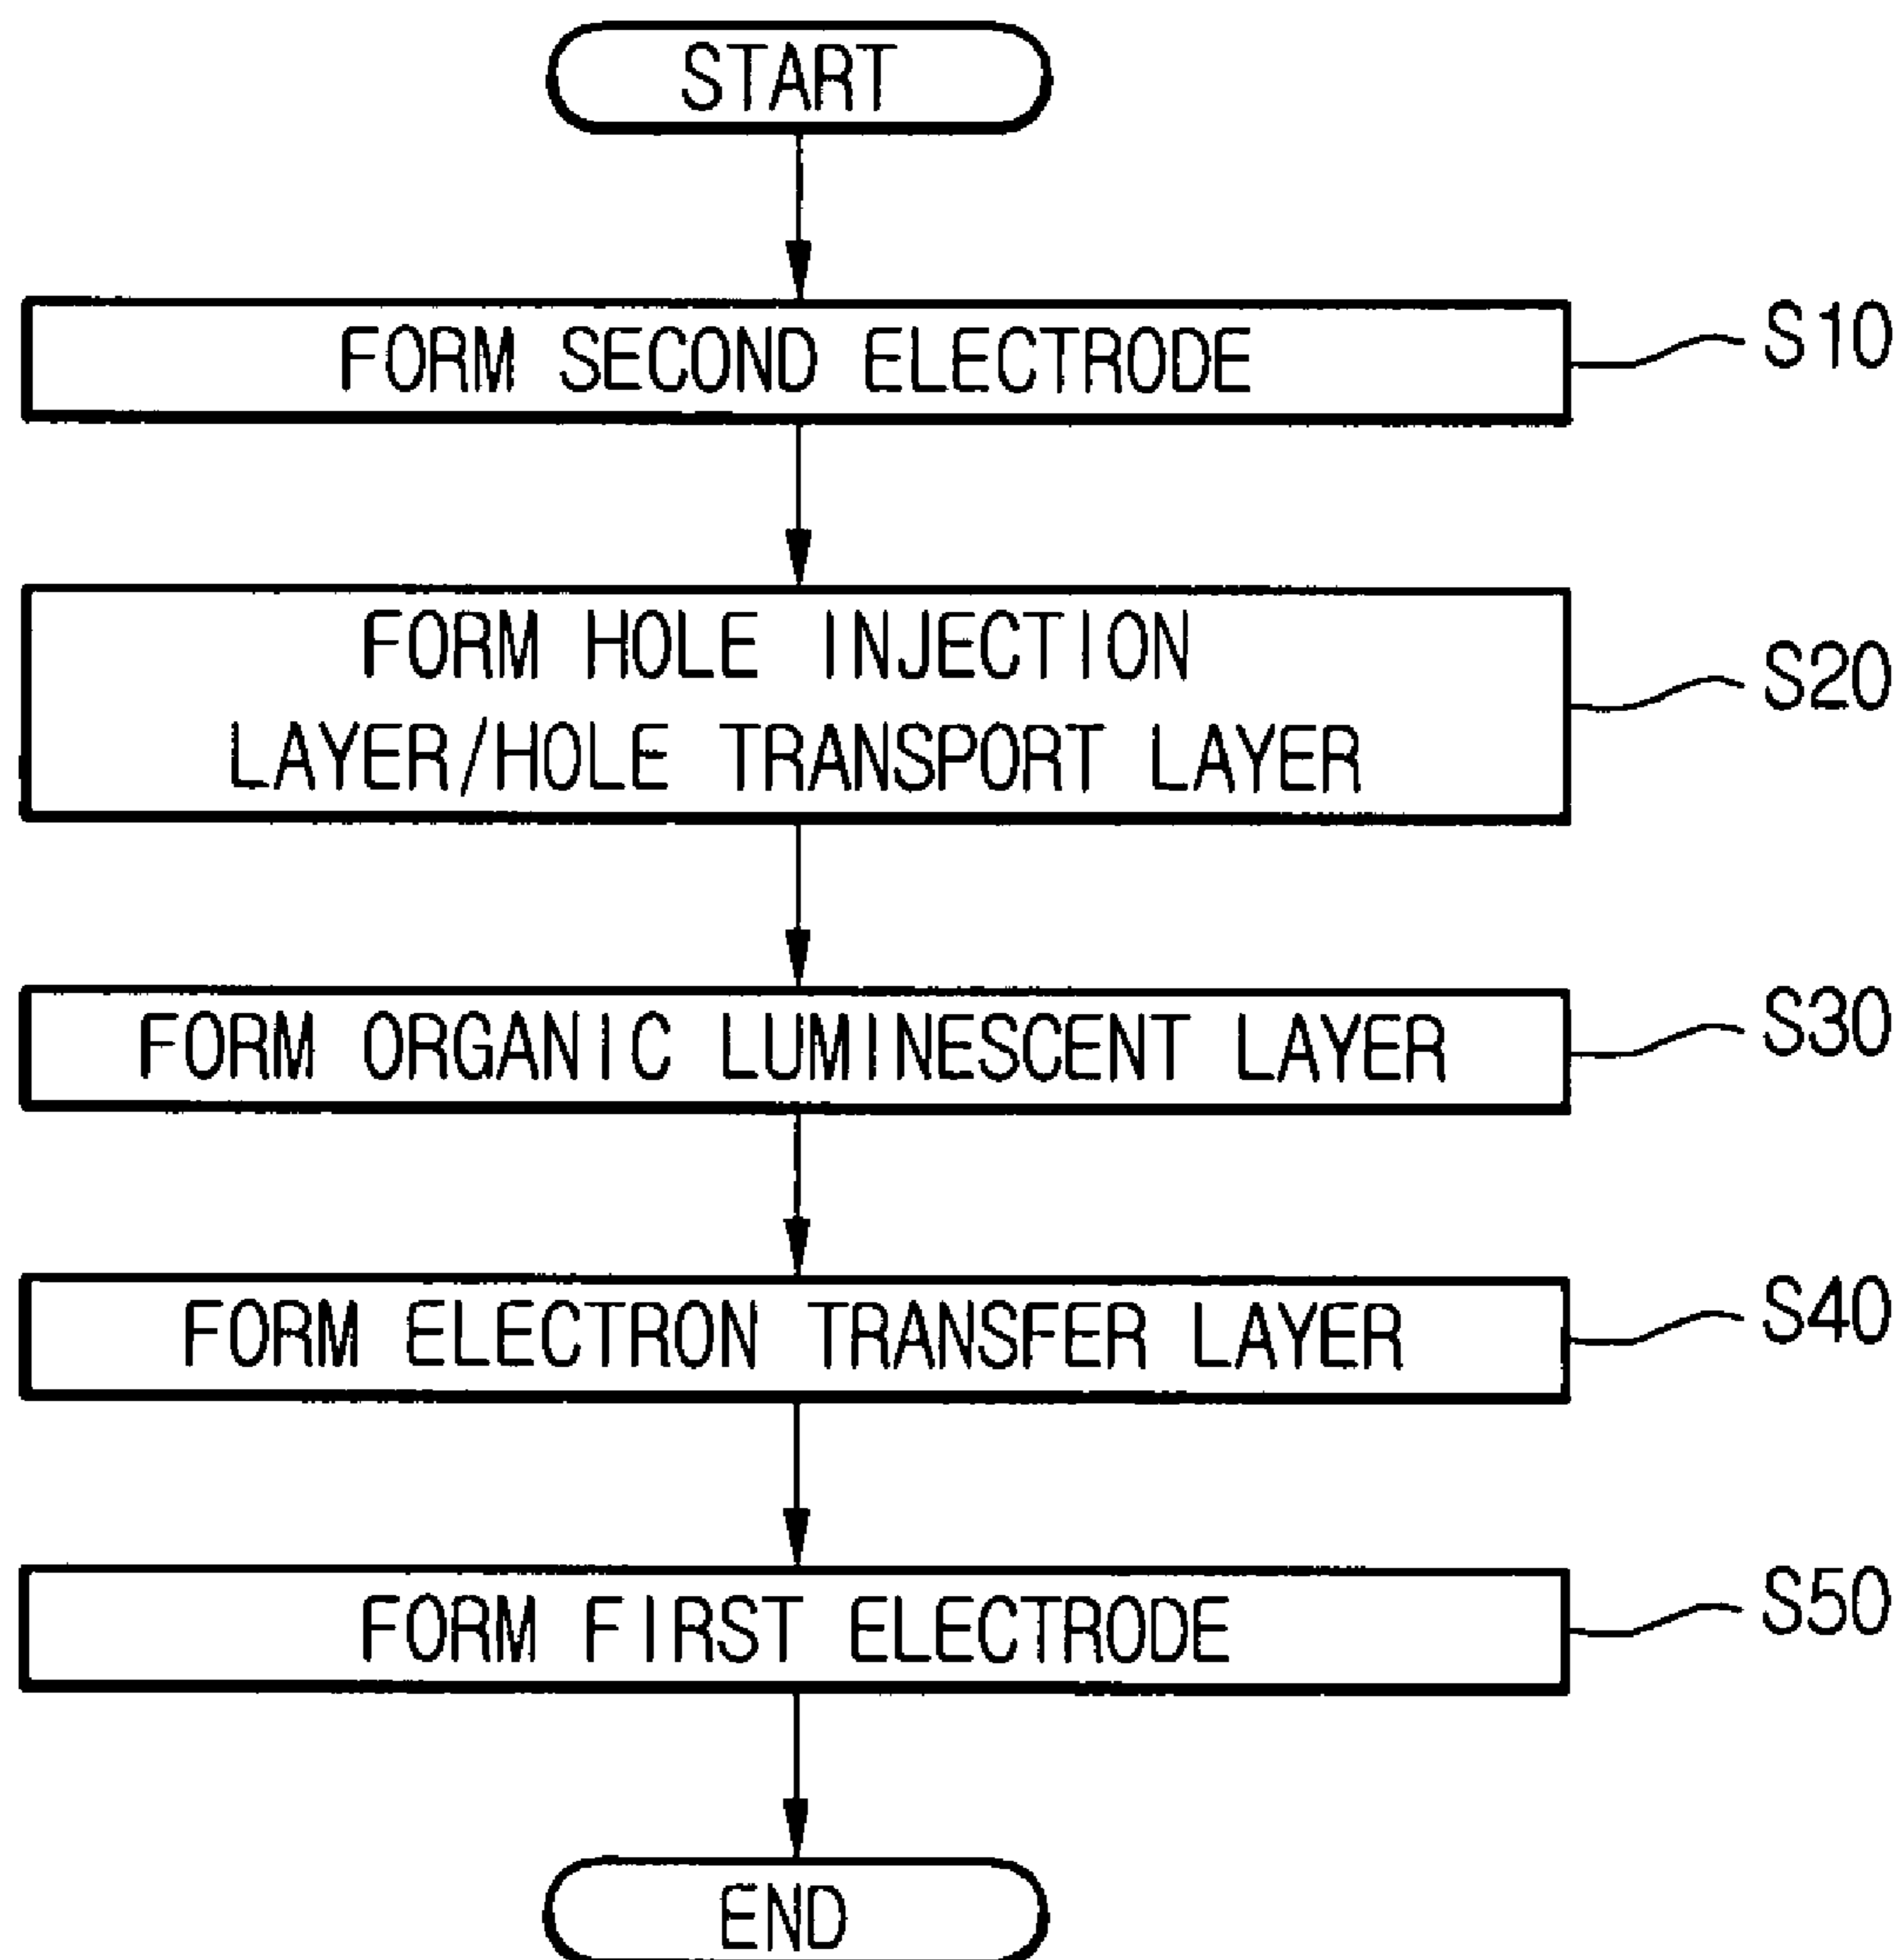 START
FORM SECOND ELECTRODE
S10
FORM HOLE INJECTION
LAYER/HOLE TRANSPORT LAYER
S20
FORM ORGANIC LUMINESCENT LAYER
S30
FORM ELECTRON TRANSFER LAYER
S40
FORM FIRST ELECTRODE
S50
END